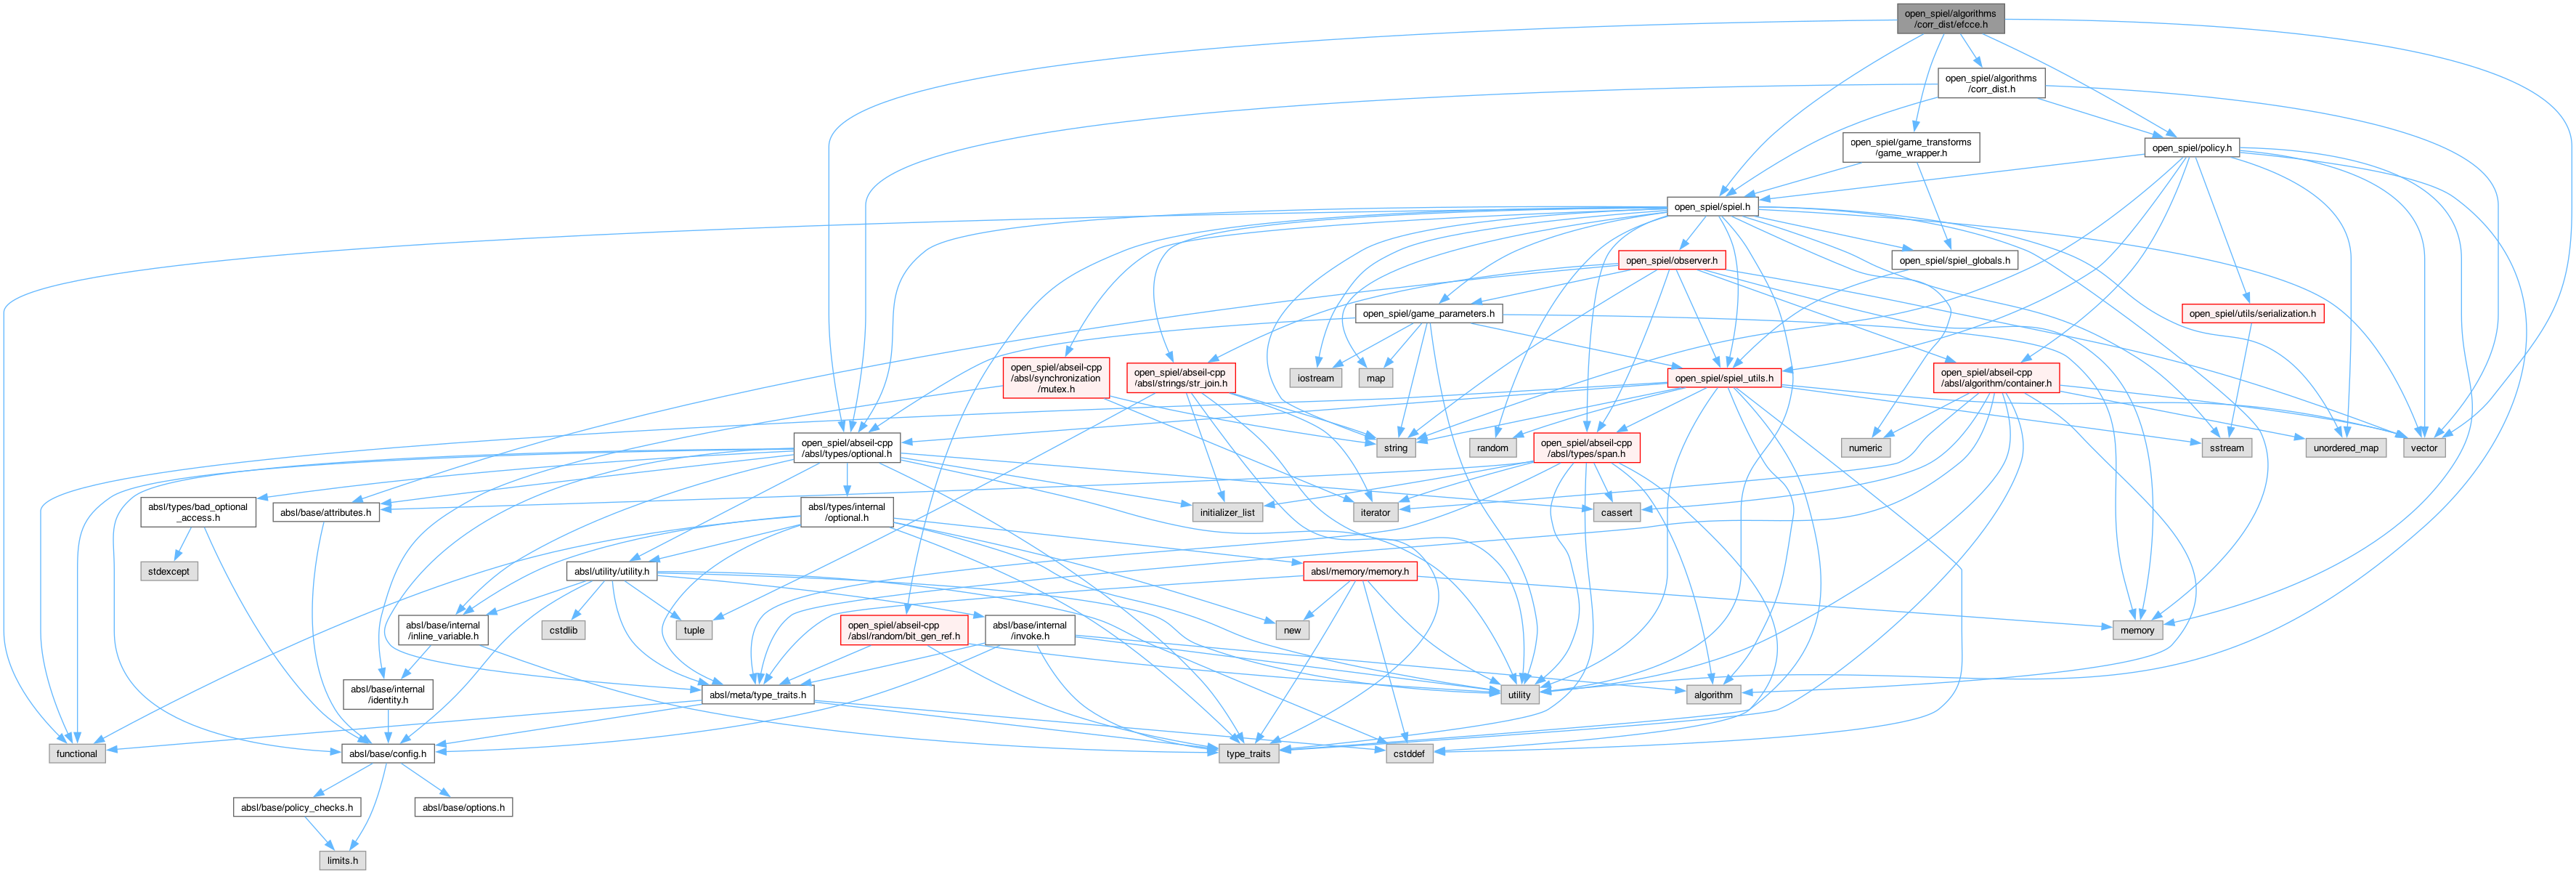 open_spiel/algorithms
/corr_dist/efcce.h
open_spiel/algorithms
/corr_dist.h
open_spiel/game_transforms
/game_wrapper.h
open_spiel/policy.h
open_spiel/spiel.h
open_spiel/observer.h
open_spiel/spiel_globals.h
open_spiel/game_parameters.h
open_spiel/utils/serialization.h
open_spiel/abseil-cpp
/absl/synchronization
/mutex.h
open_spiel/abseil-cpp
/absl/strings/str_join.h
iostream
map
open_spiel/spiel_utils.h
open_spiel/abseil-cpp
/absl/algorithm/container.h
open_spiel/abseil-cpp
/absl/types/optional.h
string
random
open_spiel/abseil-cpp
/absl/types/span.h
numeric
sstream
unordered_map
vector
absl/types/bad_optional
_access.h
absl/base/attributes.h
absl/types/internal
/optional.h
initializer_list
iterator
cassert
stdexcept
absl/utility/utility.h
absl/memory/memory.h
absl/base/internal
/inline_variable.h
cstdlib
tuple
open_spiel/abseil-cpp
/absl/random/bit_gen_ref.h
absl/base/internal
/invoke.h
new
memory
absl/base/internal
/identity.h
absl/meta/type_traits.h
utility
algorithm
functional
absl/base/config.h
type_traits
cstddef
absl/base/policy_checks.h
absl/base/options.h
limits.h